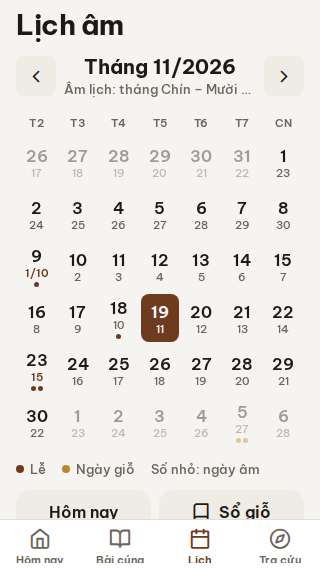 Lịch âm
Tháng 11/2026
Âm lịch: tháng Chín – Mười ...
T2 T3 T4 T5 T6 T7 CN
26 27 28 29 30 31 1
17 18 19 20 21 22 23
2 3 4 5 6 7 8
24 25 26 27 28 29 30
9 10 11 12 13 14 15
1/10 2 3 4 5 6 7
16 17 18 19 20 21 22
8 9 10 11 12 13 14
23 24 25 26 27 28 29
15 16 17 18 19 20 21
30 1 2 3 4 5 6
22 23 24 25 26 27 28
Lễ Ngày giỗ Số nhỏ: ngày âm
Hôm nay Sổ giỗ
Hôm nay Bài cúng Lịch Tra cứu